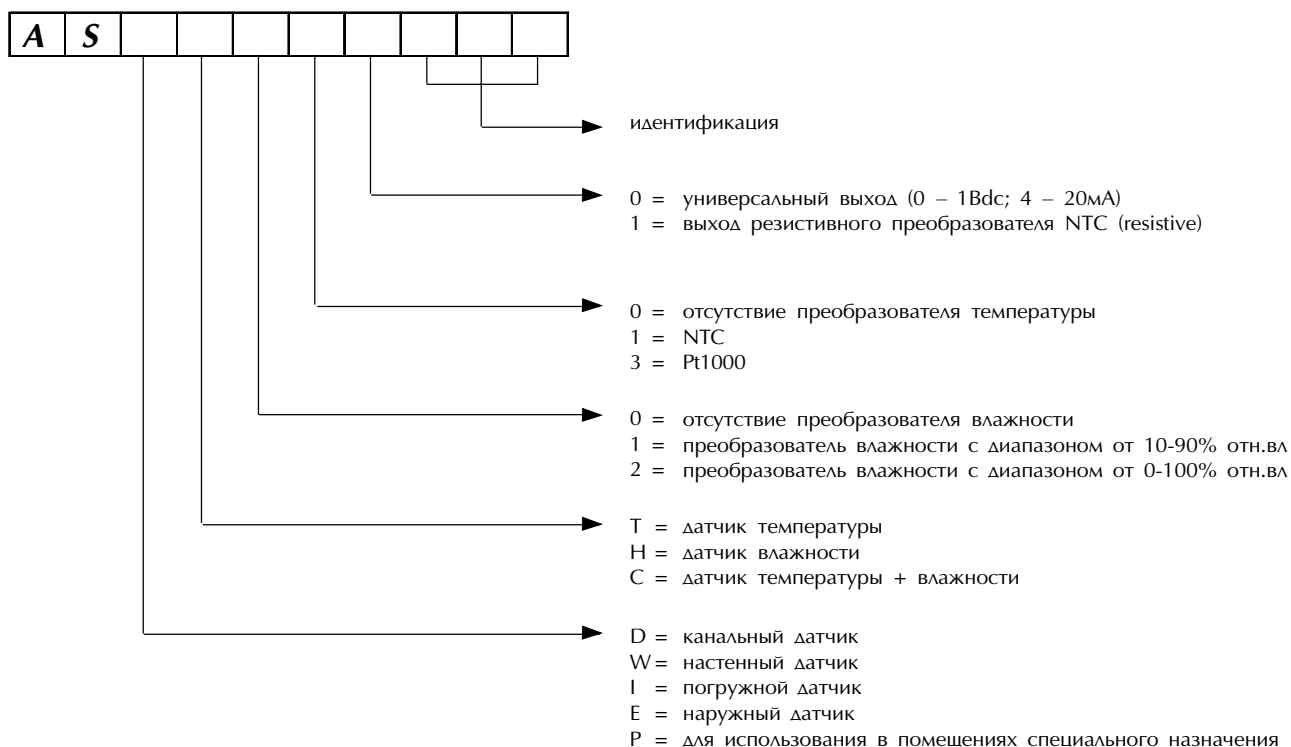 A S
идентификация
0 = универсальный выход (0 – 1Bdc; 4 – 20мА)
1 = выход резистивного преобразователя NTC (resistive)
0 = отсутствие преобразователя температуры
1 = NTC
3 = Pt1000
0 = отсутствие преобразователя влажности
1 = преобразователь влажности с диапазоном от 10-90% отн.вл
2 = преобразователь влажности с диапазоном от 0-100% отн.вл
T = датчик температуры
H = датчик влажности
C = датчик температуры + влажности
D = канальный датчик
W = настенный датчик
I = погружной датчик
E = наружный датчик
P = для использования в помещениях специального назначения